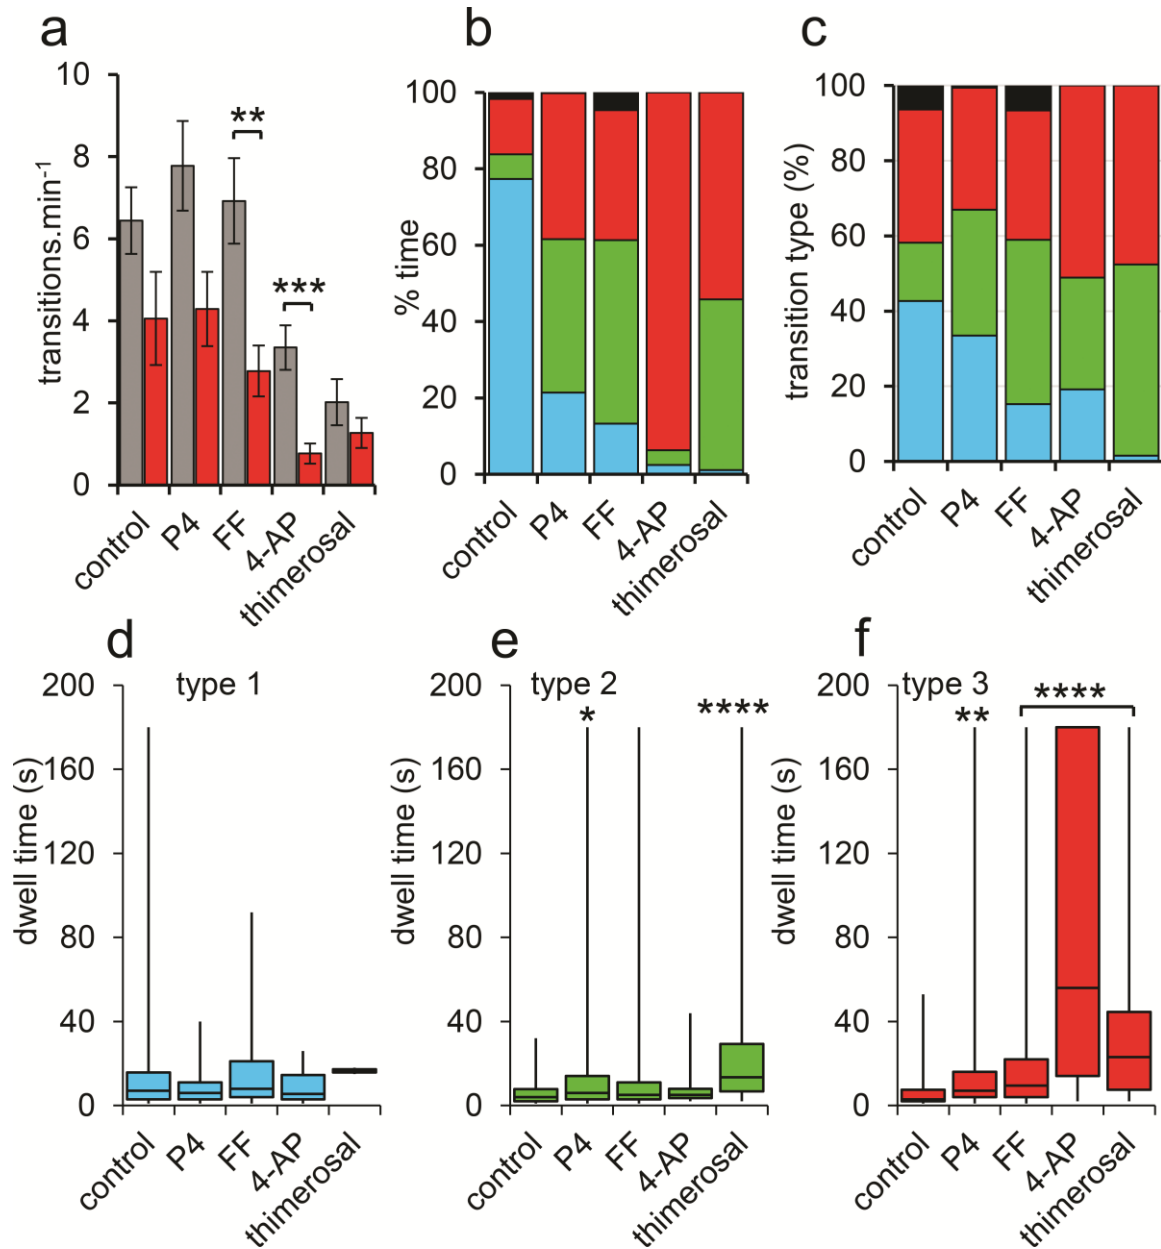 a
transitions.min-1
10
8
6
4
2
0
**
***
control
P4
FF
4-AP
thimerosal
b
% time
100
80
60
40
20
0
control
P4
FF
4-AP
thimerosal
c
transition type (%)
100
80
60
40
20
0
control
P4
FF
4-AP
thimerosal
d
type 1
dwell time (s)
200
160
120
80
40
0
control
P4
FF
4-AP
thimerosal
e
type 2
dwell time (s)
200
160
120
80
40
0
*
****
control
P4
FF
4-AP
thimerosal
f
type 3
dwell time (s)
200
160
120
80
40
0
**
****
control
P4
FF
4-AP
thimerosal